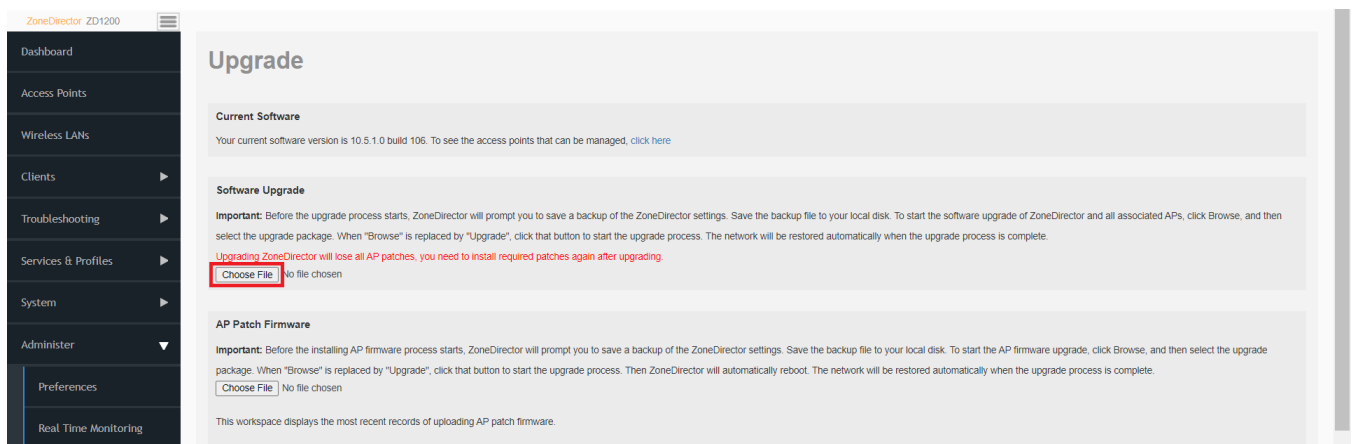 ZoneDirector ZD1200
Dashboard
Access Points
Wireless LANs
Clients
Troubleshooting
Services & Profiles
System
Administer
Preferences
Real Time Monitoring
Upgrade
Current Software
Your current software version is 10.5.1.0 build 106. To see the access points that can be managed, click here
Software Upgrade
Important: Before the upgrade process starts, ZoneDirector will prompt you to save a backup of the ZoneDirector settings. Save the backup file to your local disk. To start the software upgrade of ZoneDirector and all associated APs, click Browse, and then
select the upgrade package. When "Browse" is replaced by "Upgrade", click that button to start the upgrade process. The network will be restored automatically when the upgrade process is complete.
Upgrading ZoneDirector will lose all AP patches, you need to install required patches again after upgrading.
Choose File No file chosen
AP Patch Firmware
Important: Before the installing AP firmware process starts, ZoneDirector will prompt you to save a backup of the ZoneDirector settings. Save the backup file to your local disk. To start the AP firmware upgrade, click Browse, and then select the upgrade
package. When "Browse" is replaced by "Upgrade", click that button to start the upgrade process. Then ZoneDirector will automatically reboot. The network will be restored automatically when the upgrade process is complete.
Choose File No file chosen
This workspace displays the most recent records of uploading AP patch firmware.